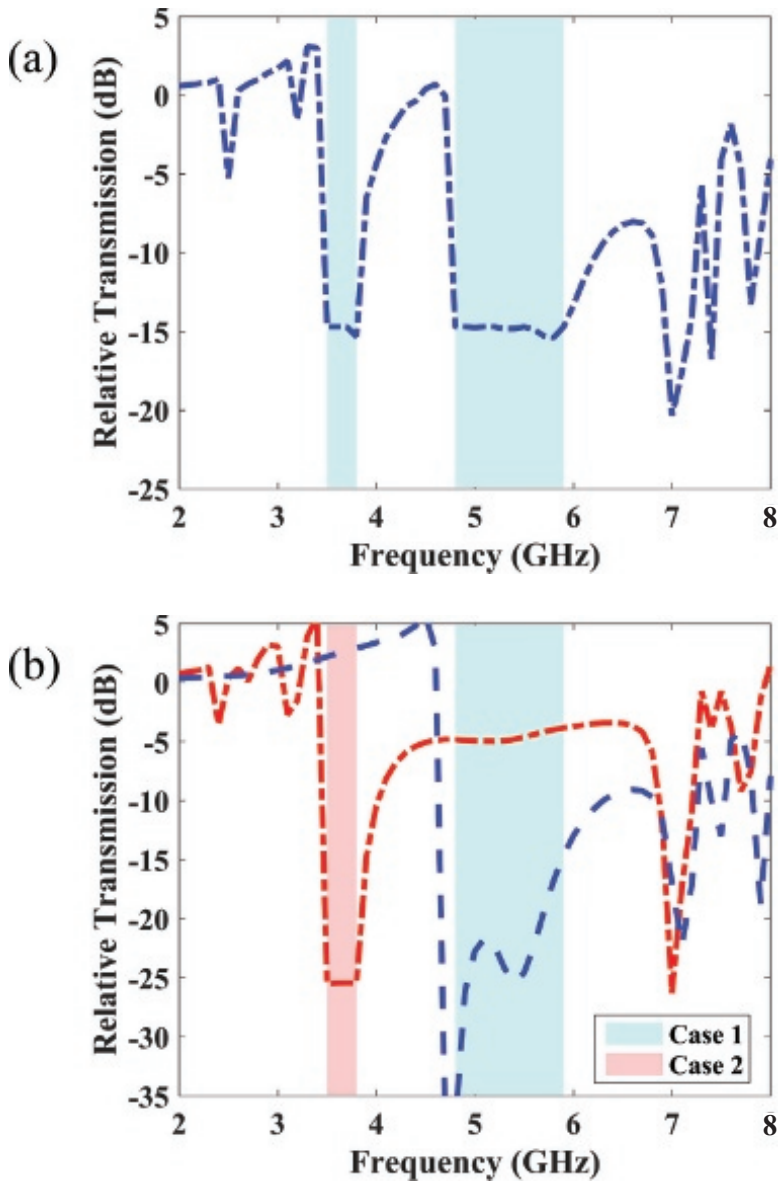 (a)
Relative Transmission (dB)
5
0
-5
-10
-15
-20
-25
2 3 4 5 6 7 8
Frequency (GHz)
(b)
Relative Transmission (dB)
5
0
-5
-10
-15
-20
-25
-30
-35
Case 1
Case 2
2 3 4 5 6 7 8
Frequency (GHz)